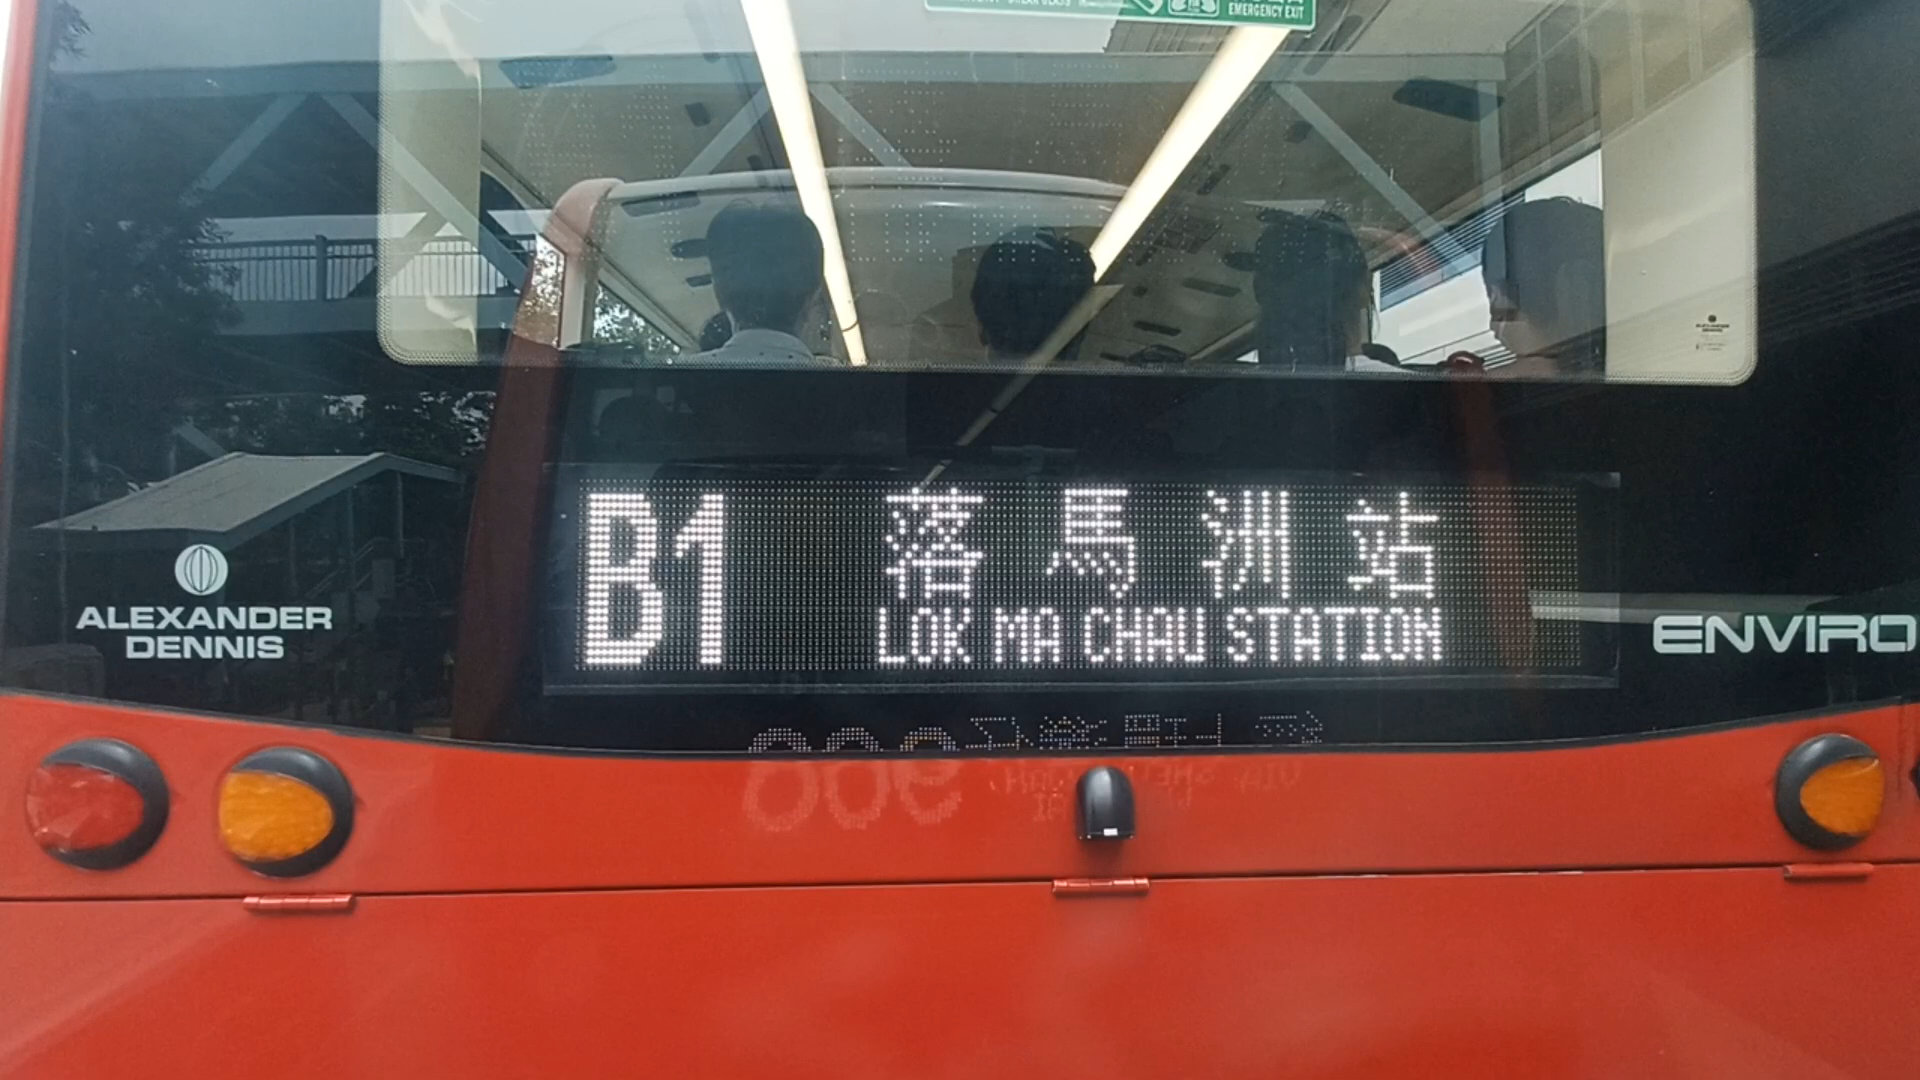 EMERGENCY EXIT
B1 落馬洲站
LOK MA CHAU STATION
ALEXANDER
DENNIS
ENVIRO